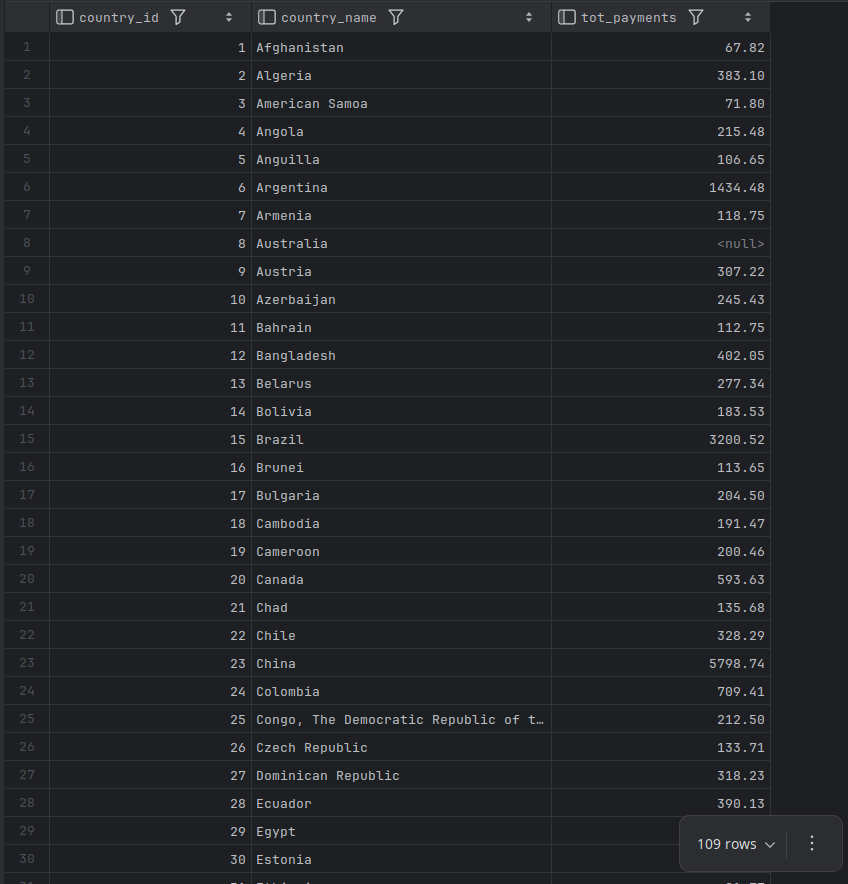 country_id country_name tot_payments
1 1 Afghanistan 67.82
2 2 Algeria 383.10
3 3 American Samoa 71.80
4 4 Angola 215.48
5 5 Anguilla 106.65
6 6 Argentina 1434.48
7 7 Armenia 118.75
8 8 Australia <null>
9 9 Austria 307.22
10 10 Azerbaijan 245.43
11 11 Bahrain 112.75
12 12 Bangladesh 402.05
13 13 Belarus 277.34
14 14 Bolivia 183.53
15 15 Brazil 3200.52
16 16 Brunei 113.65
17 17 Bulgaria 204.50
18 18 Cambodia 191.47
19 19 Cameroon 200.46
20 20 Canada 593.63
21 21 Chad 135.68
22 22 Chile 328.29
23 23 China 5798.74
24 24 Colombia 709.41
25 25 Congo, The Democratic Republic of t… 212.50
26 26 Czech Republic 133.71
27 27 Dominican Republic 318.23
28 28 Ecuador 390.13
29 29 Egypt
30 30 Estonia
109 rows